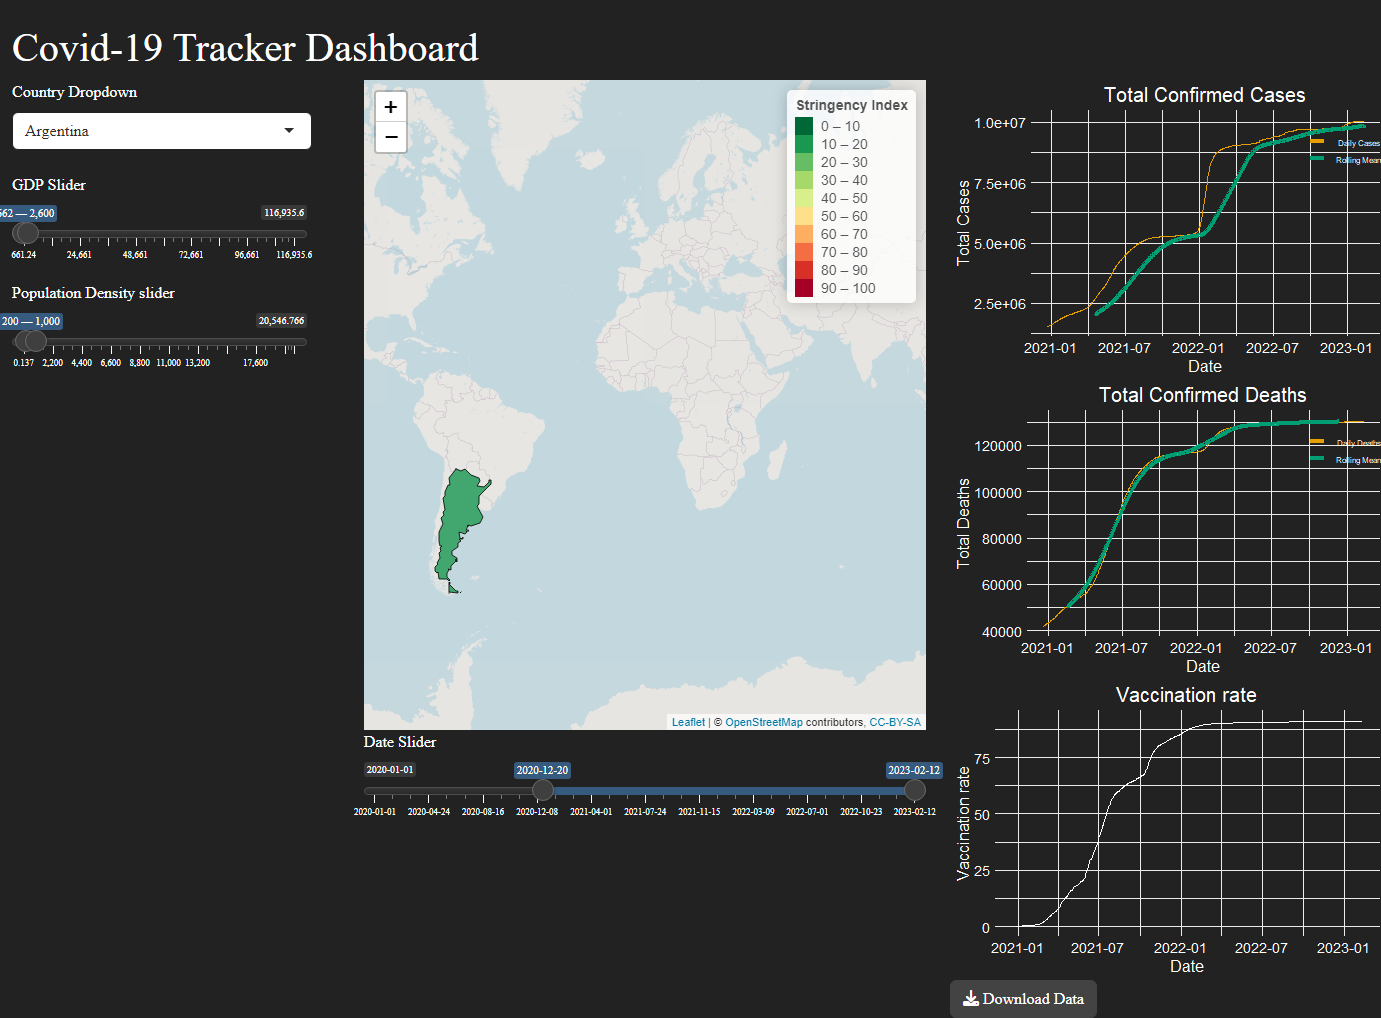 Covid-19 Tracker Dashboard
Country Dropdown
Argentina
GDP Slider
562 — 2,600
116,935.6
661.24 24,661 48,661 72,661 96,661 116,935.6
Population Density slider
200 — 1,000
20,546.766
0.137 2,200 4,400 6,600 8,800 11,000 13,200 17,600
+
−
Stringency Index
0 – 10
10 – 20
20 – 30
30 – 40
40 – 50
50 – 60
60 – 70
70 – 80
80 – 90
90 – 100
Leaflet | © OpenStreetMap contributors, CC-BY-SA
Date Slider
2020-01-01
2020-12-20
2023-02-12
2020-01-01 2020-04-24 2020-08-16 2020-12-08 2021-04-01 2021-07-24 2021-11-15 2022-03-09 2022-07-01 2022-10-23 2023-02-12
Total Confirmed Cases
Total Cases
1.0e+07
7.5e+06
5.0e+06
2.5e+06
Daily Cases
Rolling Mean
2021-01 2021-07 2022-01 2022-07 2023-01
Date
Total Confirmed Deaths
Total Deaths
120000
100000
80000
60000
40000
Daily Deaths
Rolling Mean
2021-01 2021-07 2022-01 2022-07 2023-01
Date
Vaccination rate
Vaccination rate
75
50
25
0
2021-01 2021-07 2022-01 2022-07 2023-01
Date
Download Data